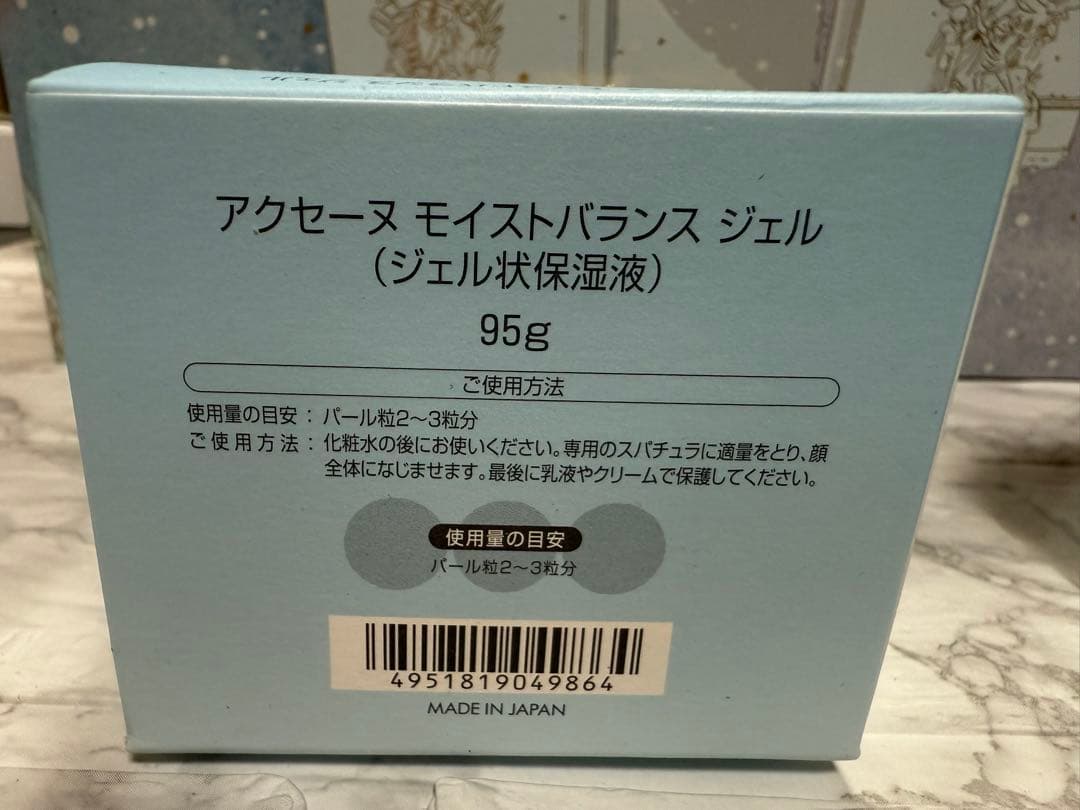 アクセーヌ モイストバランス ジェル
（ジェル状保湿液）
95g
ご使用方法
使用量の目安：パール粒2〜3粒分
ご使用方法：化粧水の後にお使いください。専用のスパチュラに適量をとり、顔
全体になじませます。最後に乳液やクリームで保護してください。
使用量の目安
パール粒2〜3粒分
4951819049864
MADE IN JAPAN